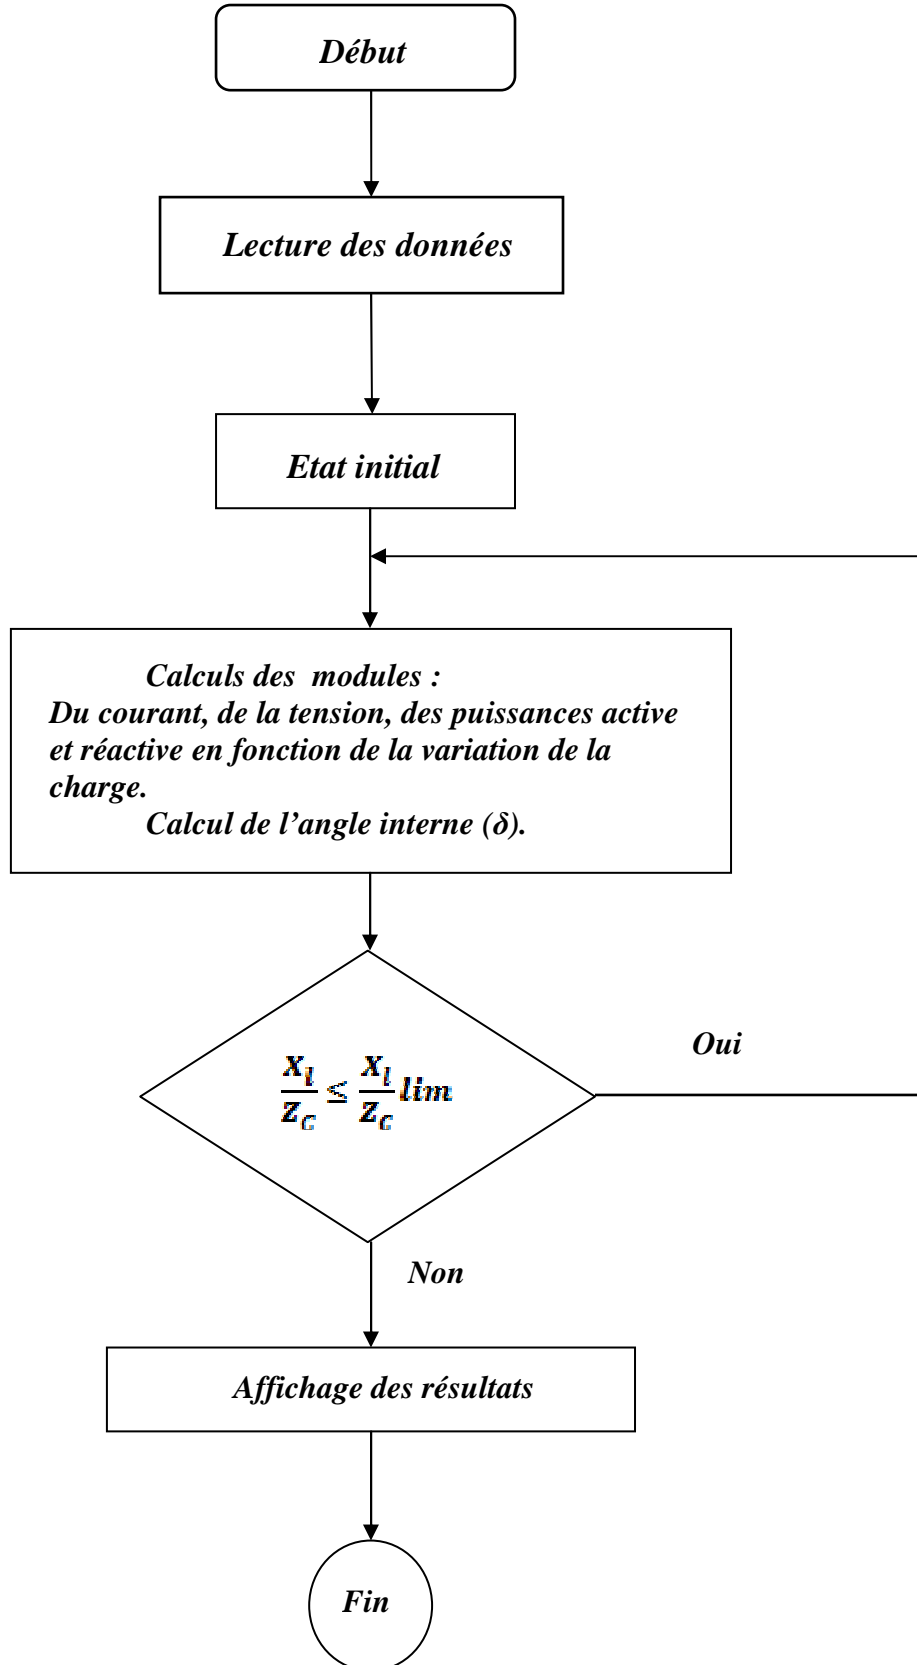 Début
Lecture des données
Etat initial
Calculs des modules :
Du courant, de la tension, des puissances active
et réactive en fonction de la variation de la
charge.
Calcul de l’angle interne (δ).
Oui
X_l/Z_C ≤ X_l/Z_C lim
Non
Affichage des résultats
Fin